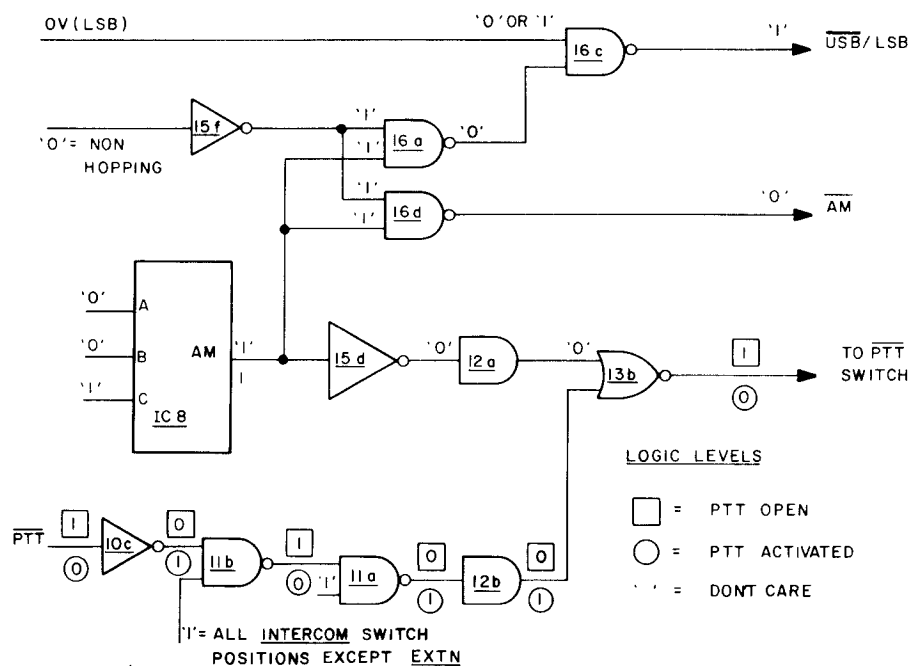 OV(LSB)
'0' OR '1'
16c
'1'
USB/LSB
15f
'0' = NON
HOPPING
'1'
'1'
16a
'0'
'1'
'1'
16d
'0'
AM
'0' A
'0' B
'1' C
AM
IC 8
'1'
1
15d
'0'
12a
'0'
13b
1
0
TO PTT
SWITCH
LOGIC LEVELS
= PTT OPEN
= PTT ACTIVATED
' ' = DON'T CARE
PTT
1
0
10c
0
1
11b
1
0
'1'
11a
0
1
12b
0
1
'1' = ALL INTERCOM SWITCH
POSITIONS EXCEPT EXTN